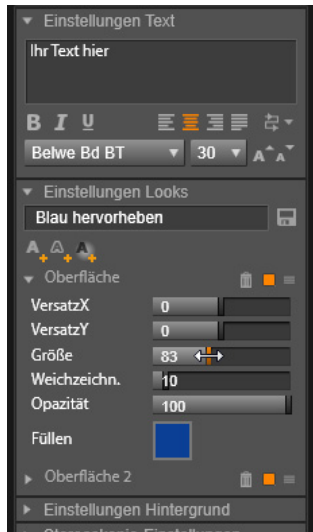 Einstellungen Text
Ihr Text hier
B I U
Belwe Bd BT 30 A A
Einstellungen Looks
Blau hervorheben
A A A
Oberfläche
VersatzX 0
VersatzY 0
Größe 83
Weichzeichn. 10
Opazität 100
Füllen
Oberfläche 2
Einstellungen Hintergrund